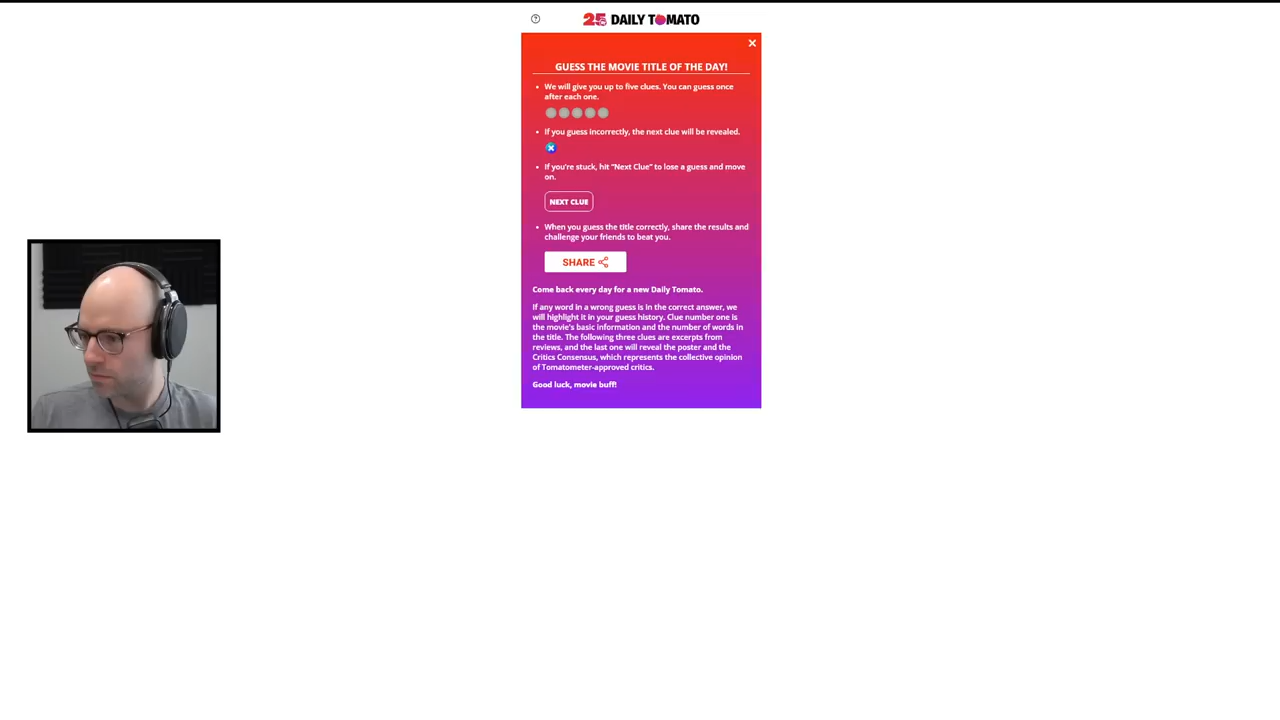 25 DAILY TOMATO
GUESS THE MOVIE TITLE OF THE DAY!
• We will give you up to five clues. You can guess once
after each one.
• If you guess incorrectly, the next clue will be revealed.
• If you're stuck, hit "Next Clue" to lose a guess and move
on.
NEXT CLUE
• When you guess the title correctly, share the results and
challenge your friends to beat you.
SHARE
Come back every day for a new Daily Tomato.
If any word in a wrong guess is in the correct answer, we
will highlight it in your guess history. Clue number one is
the movie's basic information and the number of words in
the title. The following three clues are excerpts from
reviews, and the last one will reveal the poster and the
Critics Consensus, which represents the collective opinion
of Tomatometer-approved critics.
Good luck, movie buff!